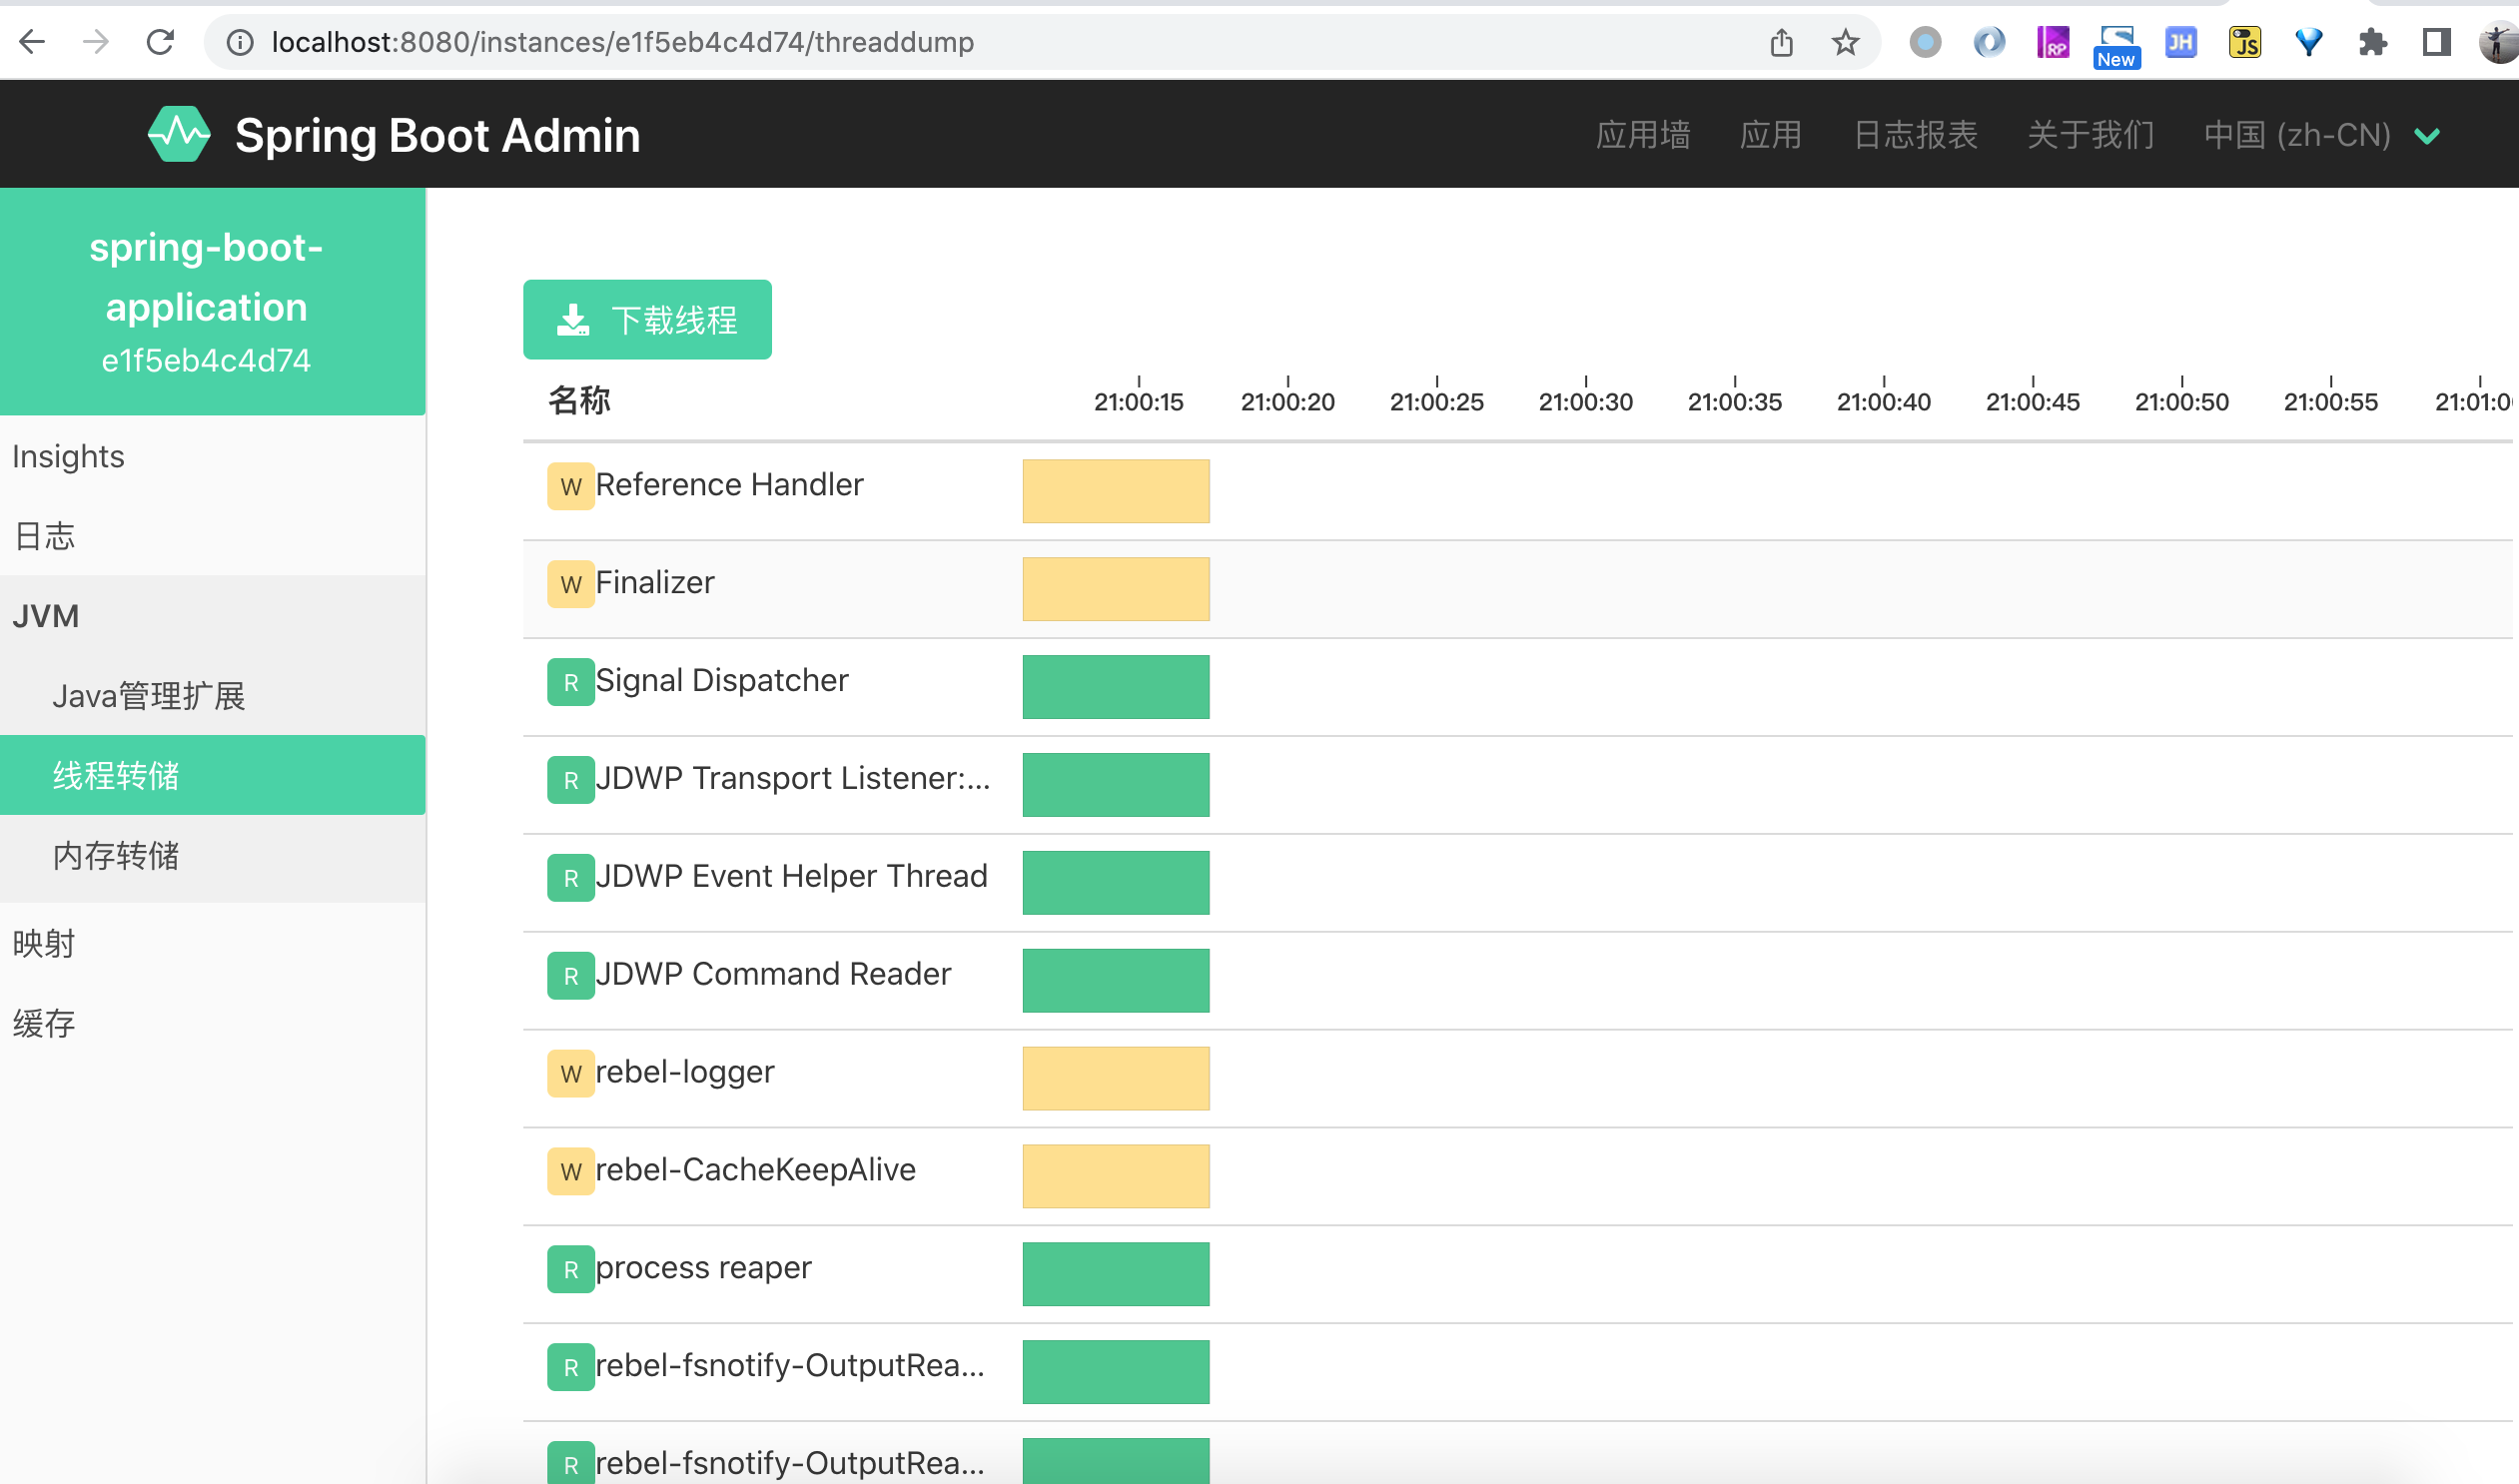 localhost:8080/instances/e1f5eb4c4d74/threaddump
RP
New
JH
JS
Spring Boot Admin
应用墙 应用 日志报表 关于我们 中国 (zh-CN)
spring-boot-
application
e1f5eb4c4d74
Insights
日志
JVM
Java管理扩展
线程转储
内存转储
映射
缓存
下载线程
名称 21:00:15 21:00:20 21:00:25 21:00:30 21:00:35 21:00:40 21:00:45 21:00:50 21:00:55 21:01:0
W Reference Handler
W Finalizer
R Signal Dispatcher
R JDWP Transport Listener:...
R JDWP Event Helper Thread
R JDWP Command Reader
W rebel-logger
W rebel-CacheKeepAlive
R process reaper
R rebel-fsnotify-OutputRea...
R rebel-fsnotify-OutputRea...